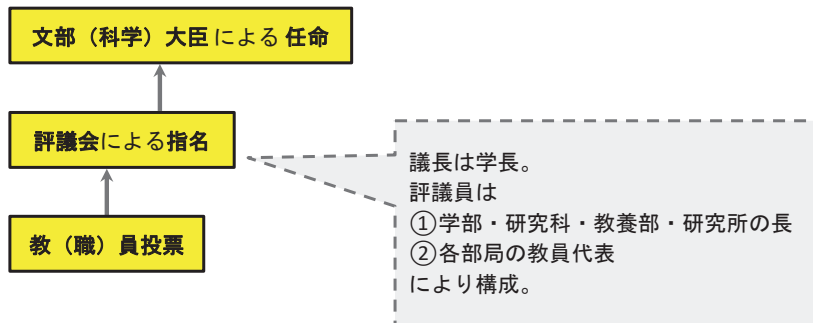 文部（科学）大臣による任命
評議会による指名
教（職）員投票
議長は学長。
評議員は
①学部・研究科・教養部・研究所の長
②各部局の教員代表
により構成。